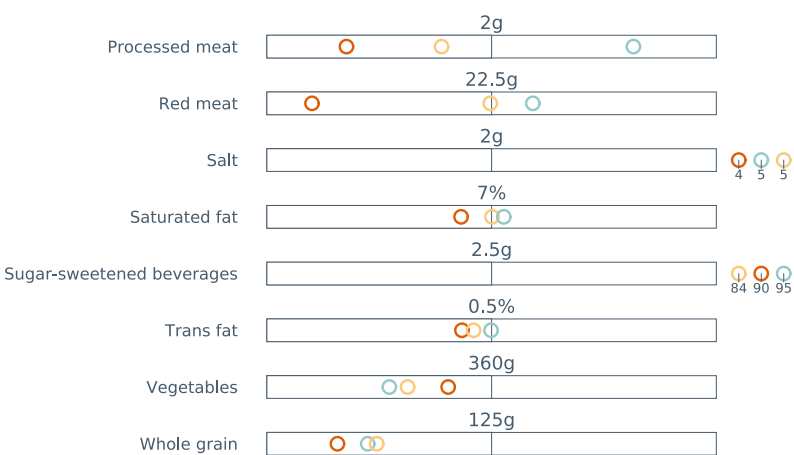 2g
Processed meat
22.5g
Red meat
2g
Salt
4 5 5
7%
Saturated fat
2.5g
Sugar-sweetened beverages
84 90 95
0.5%
Trans fat
360g
Vegetables
125g
Whole grain